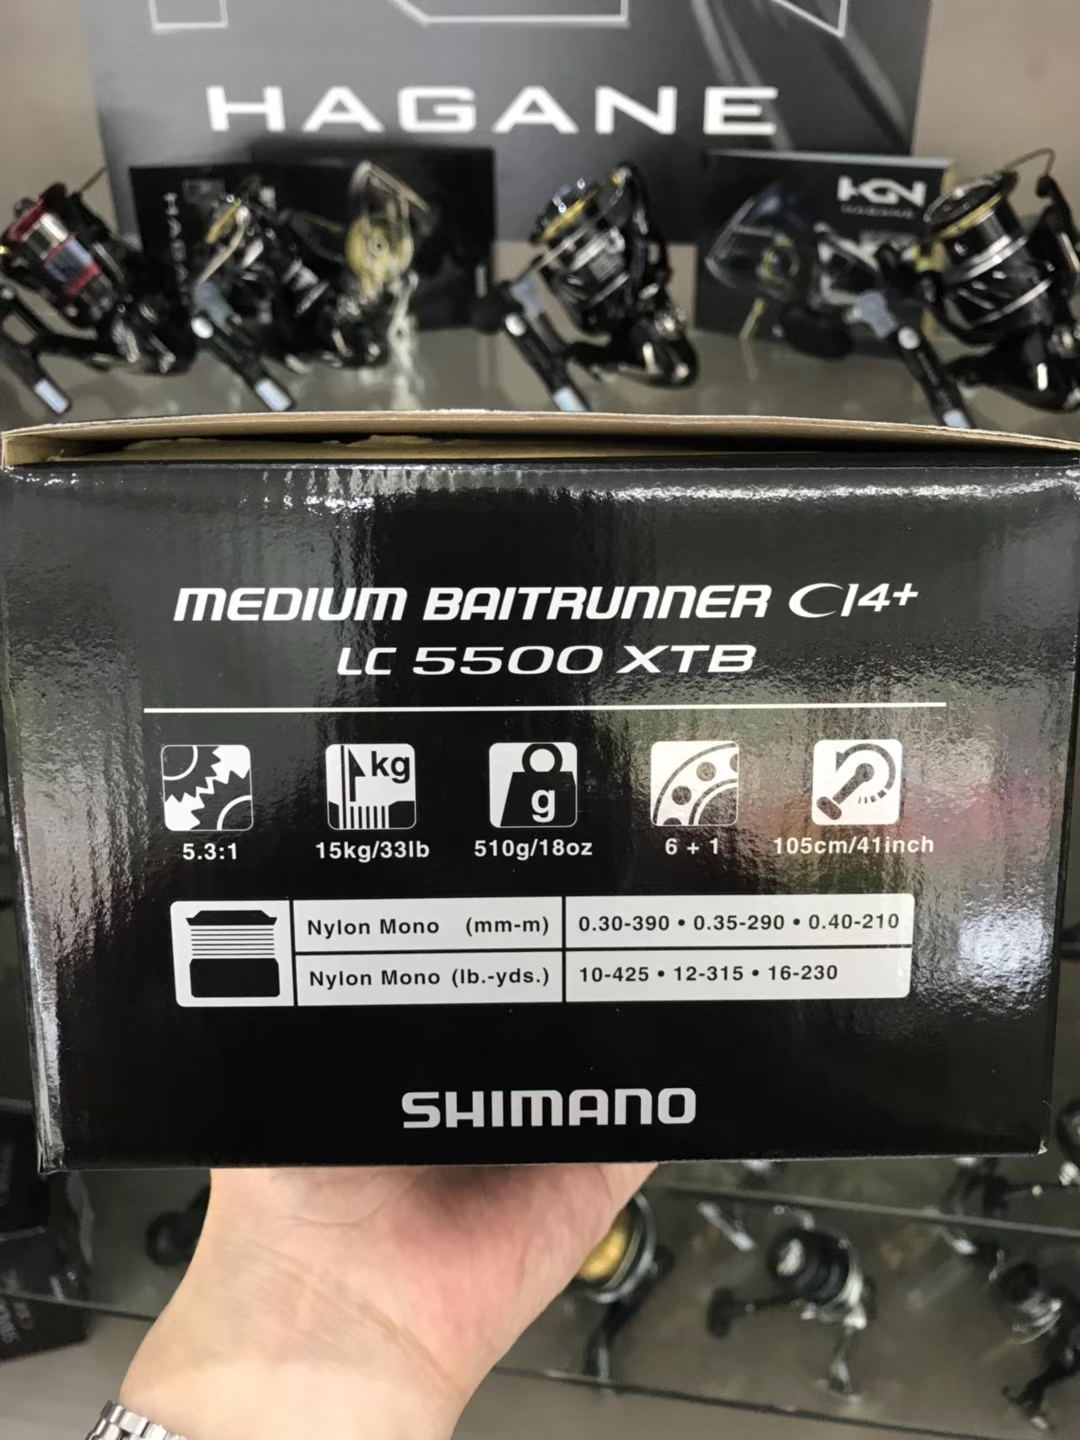 HAGANE
HGN
HAGANE
MEDIUM BAITRUNNER CI4+
LC 5500 XTB
kg
g
5.3:1
15kg/33lb
510g/18oz
6 + 1
105cm/41inch
Nylon Mono (mm-m)
0.30-390 • 0.35-290 • 0.40-210
Nylon Mono (lb.-yds.)
10-425 • 12-315 • 16-230
SHIMANO